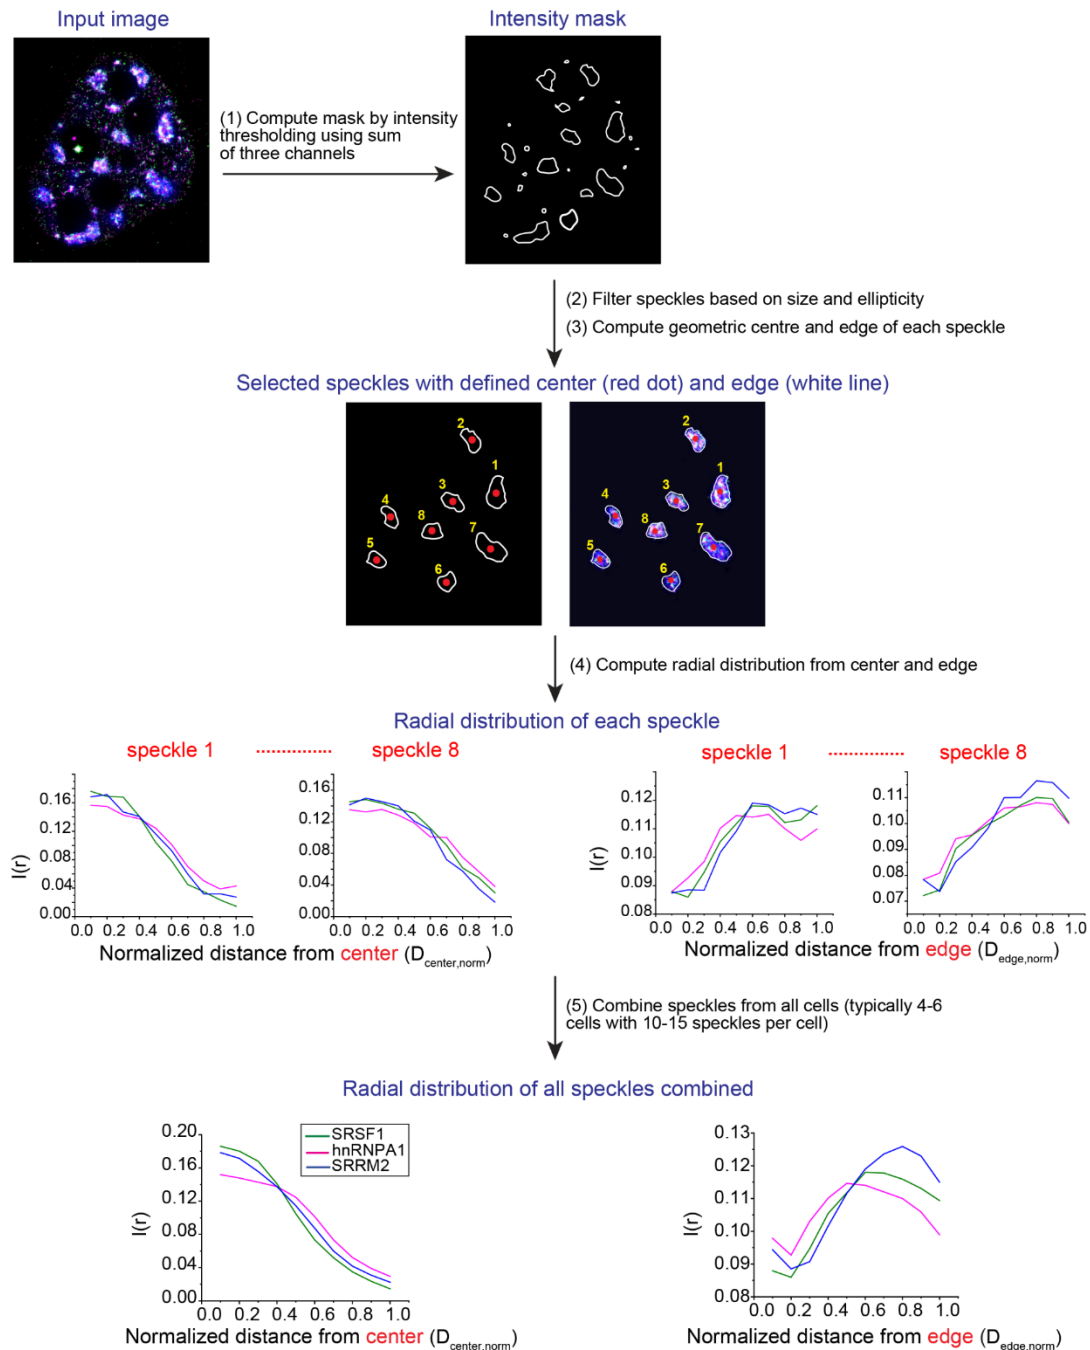 Input image
Intensity mask
(1) Compute mask by intensity
thresholding using sum
of three channels
(2) Filter speckles based on size and ellipticity
(3) Compute geometric centre and edge of each speckle
Selected speckles with defined center (red dot) and edge (white line)
2
1
3
4
8
7
5
6
2
1
3
4
8
7
5
6
(4) Compute radial distribution from center and edge
Radial distribution of each speckle
speckle 1 .............. speckle 8
speckle 1 .............. speckle 8
I(r)
0.16
0.12
0.08
0.04
0.00
0.0 0.2 0.4 0.6 0.8 1.0
0.16
0.12
0.08
0.04
0.00
0.0 0.2 0.4 0.6 0.8 1.0
Normalized distance from center (Dcenter,norm)
I(r)
0.12
0.11
0.10
0.09
0.08
0.0 0.2 0.4 0.6 0.8 1.0
0.11
0.10
0.09
0.08
0.07
0.0 0.2 0.4 0.6 0.8 1.0
Normalized distance from edge (Dedge,norm)
(5) Combine speckles from all cells (typically 4-6
cells with 10-15 speckles per cell)
Radial distribution of all speckles combined
I(r)
0.20
0.16
0.12
0.08
0.04
0.00
SRSF1
hnRNPA1
SRRM2
0.0 0.2 0.4 0.6 0.8 1.0
Normalized distance from center (Dcenter,norm)
I(r)
0.13
0.12
0.11
0.10
0.09
0.08
0.0 0.2 0.4 0.6 0.8 1.0
Normalized distance from edge (Dedge,norm)